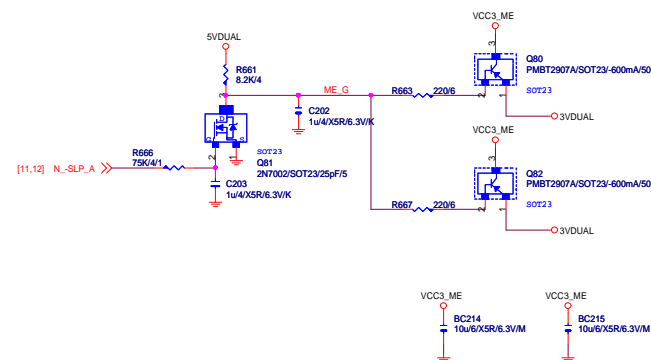 VCC3_ME
3
Q80
PMBT2907A/SOT23/-600mA/50
SOT23
2
1
3VDUAL
5VDUAL
R661
8.2K/4
3
ME_G
R663
220/6
C202
1u/4/X5R/6.3V/K
D
G
S
SOT23
2
1
Q81
2N7002/SOT23/25pF/5
[11,12] N_-SLP_A
R666
75K/4/1
C203
1u/4/X5R/6.3V/K
VCC3_ME
3
Q82
PMBT2907A/SOT23/-600mA/50
SOT23
R667
220/6
2
1
3VDUAL
VCC3_ME
BC214
10u/6/X5R/6.3V/M
VCC3_ME
BC215
10u/6/X5R/6.3V/M